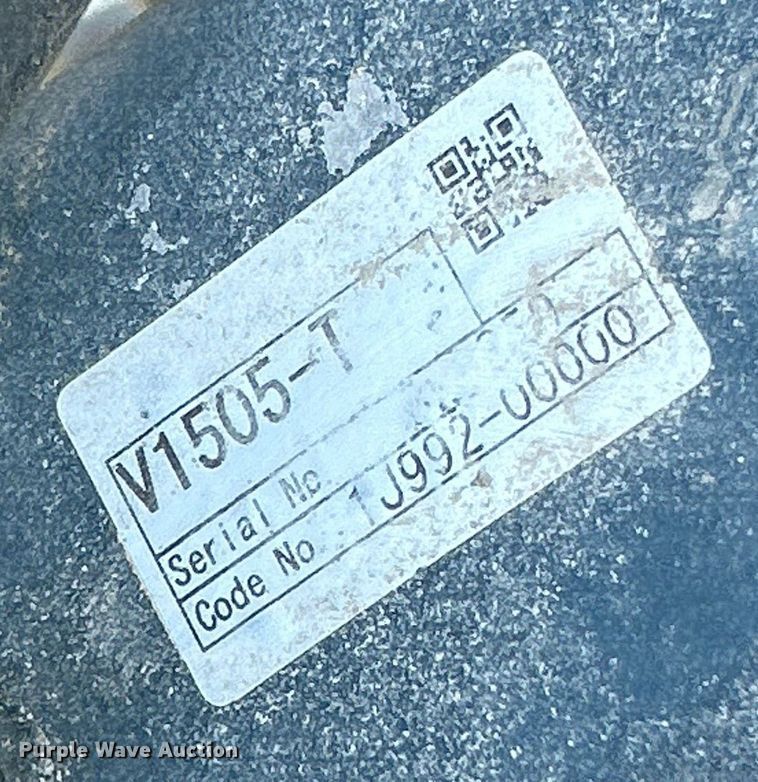 V1505-T
Serial No.
Code No. 1J992-00000
Purple Wave Auction